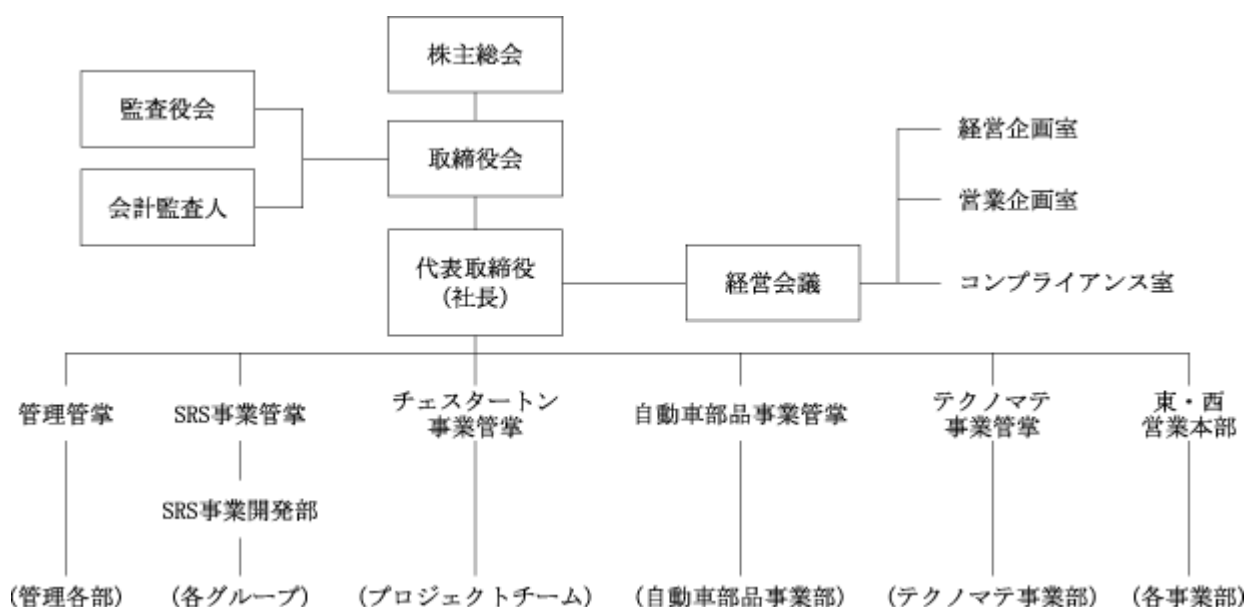 株主総会
監査役会
取締役会
会計監査人
経営企画室
営業企画室
代表取締役
(社長)
経営会議
コンプライアンス室
管理管掌
SRS事業管掌
チェスタートン
事業管掌
自動車部品事業管掌
テクノマテ
事業管掌
東・西
営業本部
SRS事業開発部
(管理各部)
(各グループ)
(プロジェクトチーム)
(自動車部品事業部)
(テクノマテ事業部)
(各事業部)